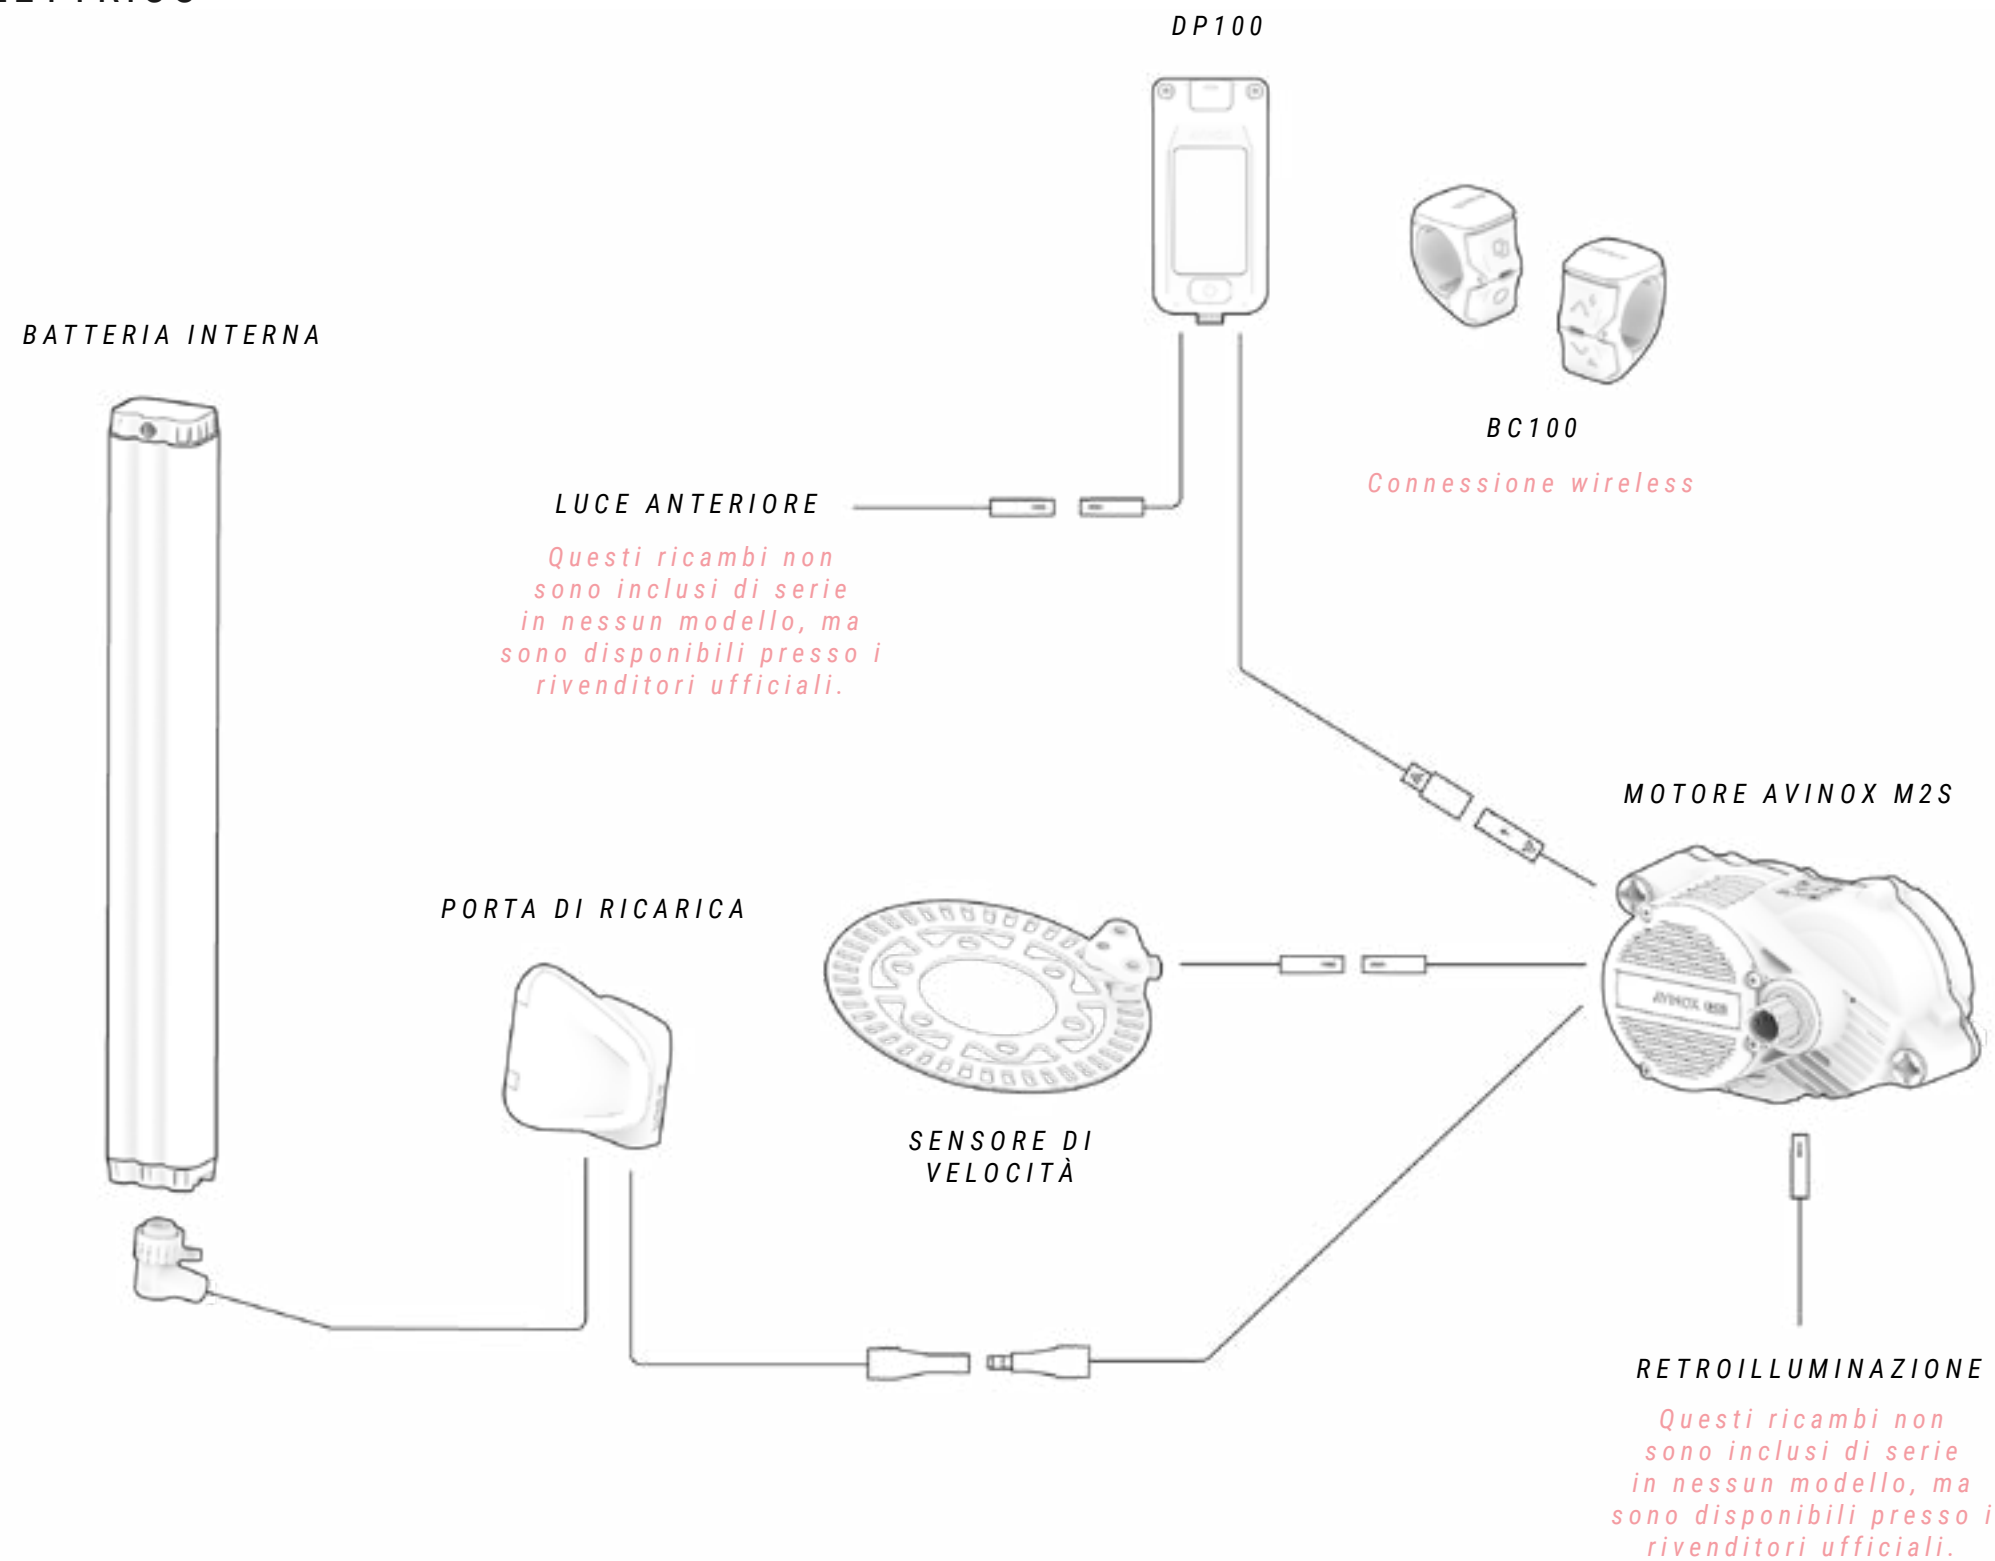 DP100
BATTERIA INTERNA
BC100
Connessione wireless
LUCE ANTERIORE
Questi ricambi non
sono inclusi di serie
in nessun modello, ma
sono disponibili presso i
rivenditori ufficiali.
MOTORE AVINOX M2S
PORTA DI RICARICA
AVINOX
SENSORE DI
VELOCITÀ
RETROILLUMINAZIONE
Questi ricambi non
sono inclusi di serie
in nessun modello, ma
sono disponibili presso i
rivenditori ufficiali.